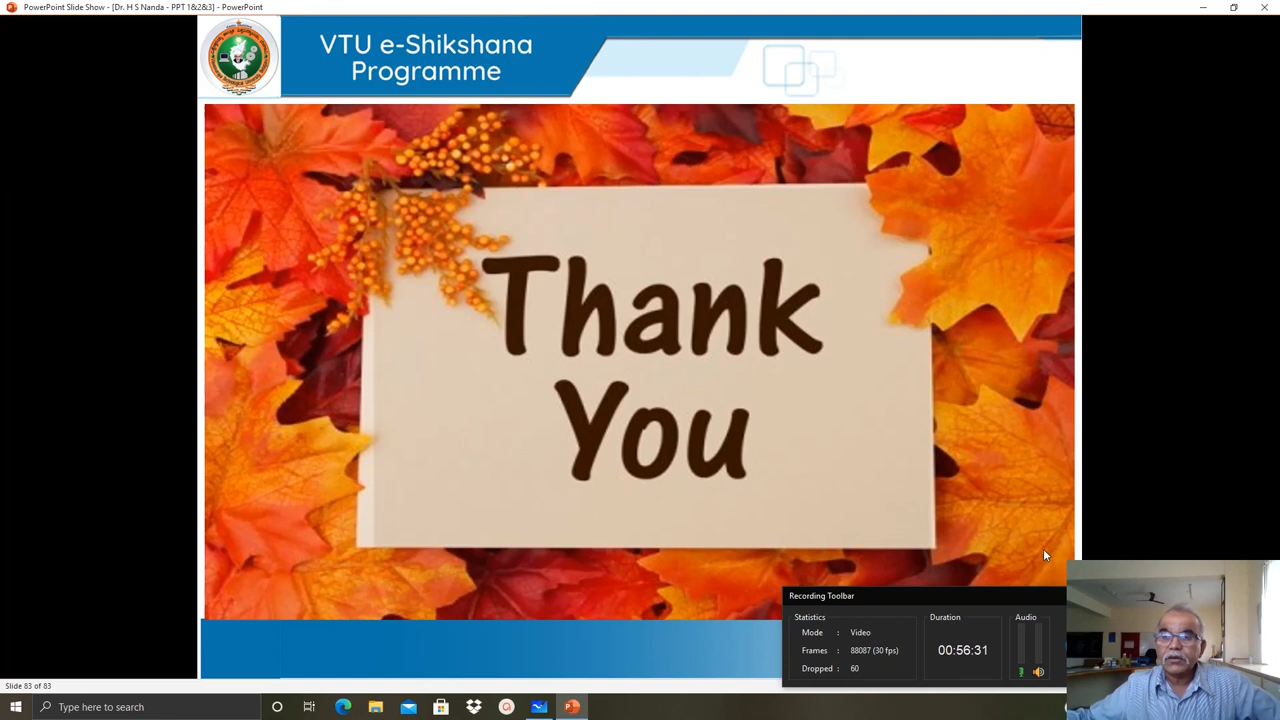 PowerPoint Slide Show - [Dr. H S Nanda - PPT 1&2&3] - PowerPoint
VTU e-Shikshana
Programme
Thank
You
Recording Toolbar
Statistics
Mode : Video
Frames : 88087 (30 fps)
Dropped : 60
Duration
00:56:31
Audio
Slide 83 of 83
Type here to search